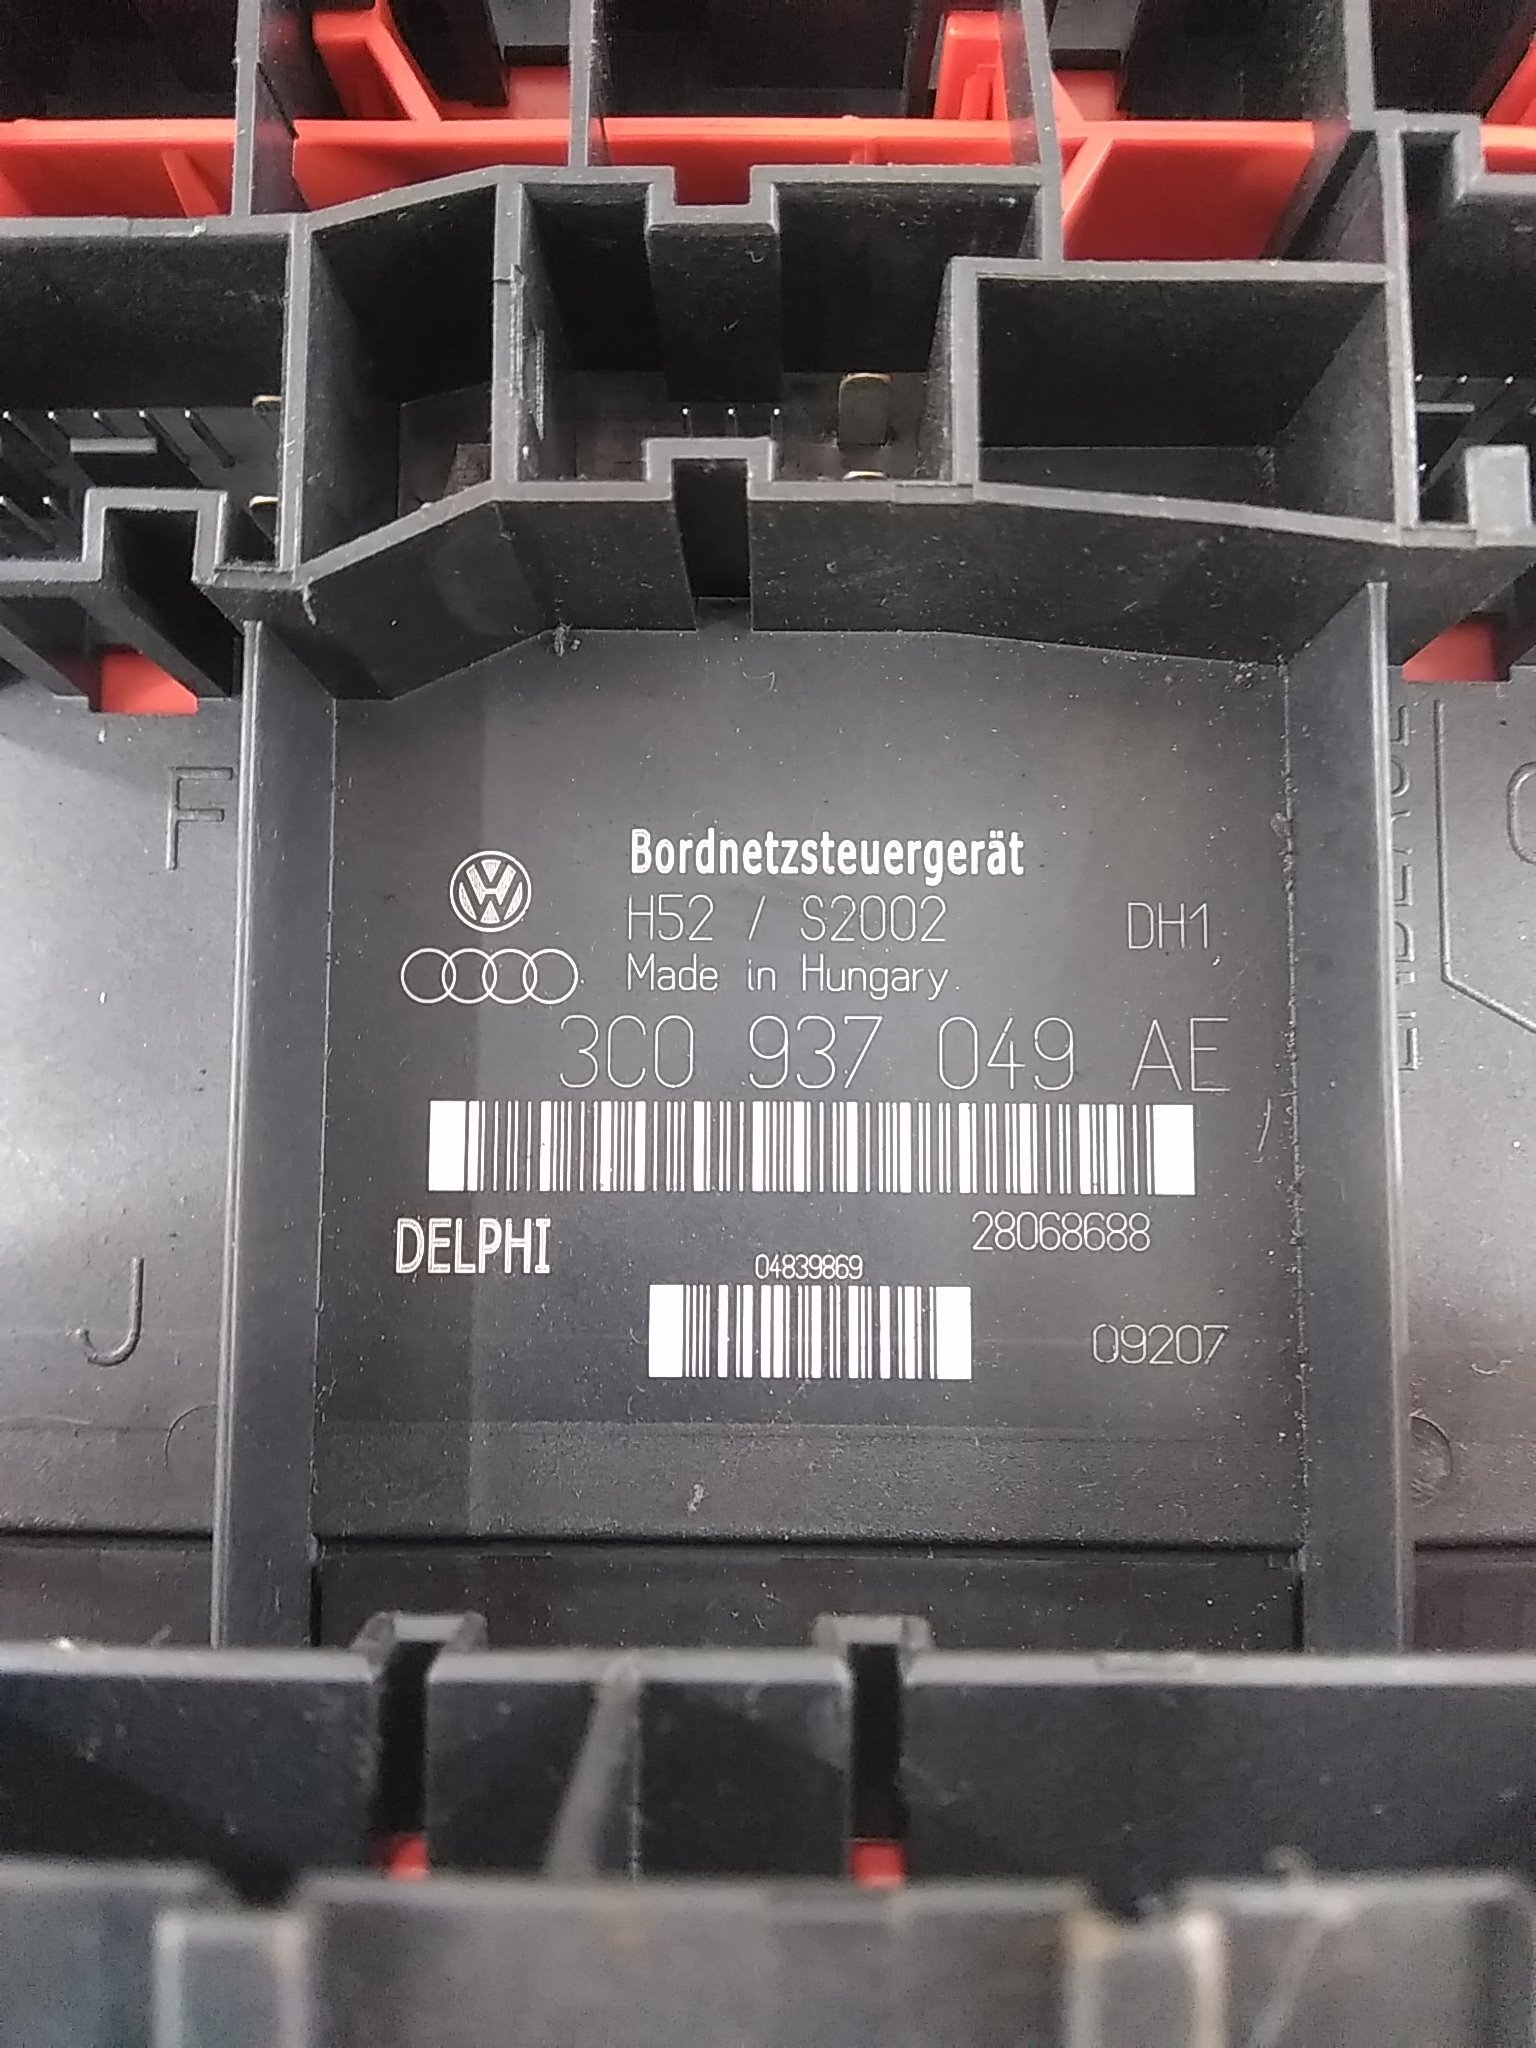 F
Bordnetzsteuergerät
H52 / S2002
DH1
Made in Hungary.
3C0 937 049 AE
DELPHI
28068688
04839869
09207
J